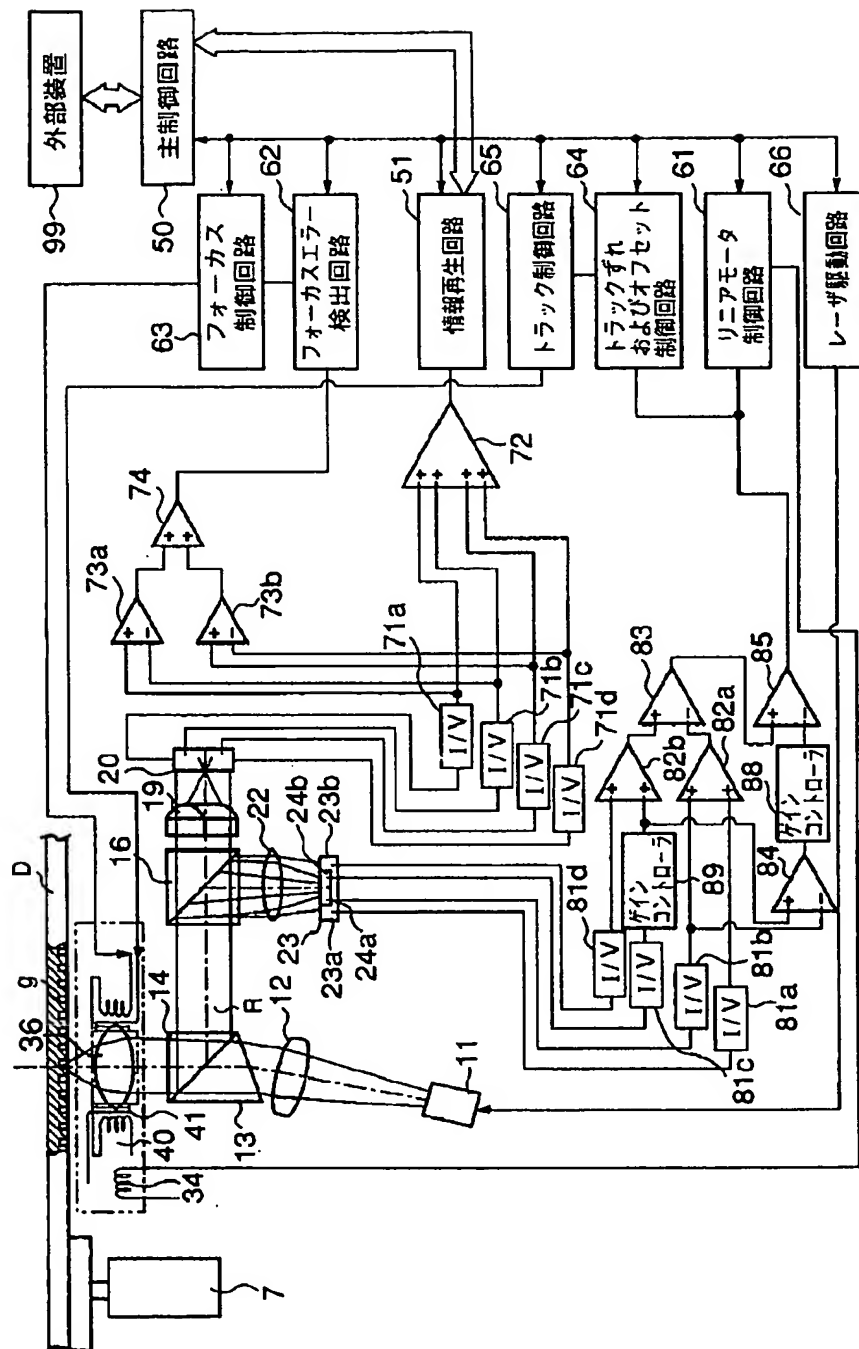 外部装置
99
主制御回路
50
フォーカス
制御回路
63
フォーカスエラー
検出回路
62
情報再生回路
51
トラック制御回路
65
トラックずれ
およびオフセット
制御回路
64
リニアモータ
制御回路
61
レーザ駆動回路
66
72
74
73a
73b
71a
I/V
71b
I/V
71c
I/V
71d
I/V
83
85
82b
82a
ゲイン
コントローラ
88
84
ゲイン
コントローラ
89
81d
I/V
81c
I/V
81b
I/V
81a
I/V
20
19
16
22
24b
23b
23
23a
24a
D
9
36
14
R
12
11
13
41
40
34
7